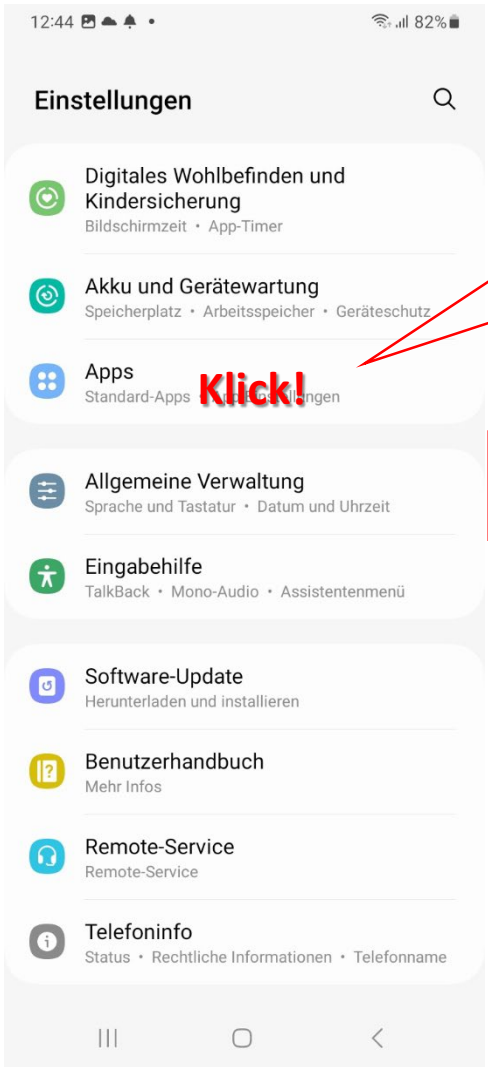 12:44 82%
Einstellungen
Digitales Wohlbefinden und
Kindersicherung
Bildschirmzeit • App-Timer
Akku und Gerätewartung
Speicherplatz • Arbeitsspeicher • Geräteschutz
Apps
Klick!
Standard-Apps • App-Einstellungen
Allgemeine Verwaltung
Sprache und Tastatur • Datum und Uhrzeit
Eingabehilfe
TalkBack • Mono-Audio • Assistentenmenü
Software-Update
Herunterladen und installieren
Benutzerhandbuch
Mehr Infos
Remote-Service
Remote-Service
Telefoninfo
Status • Rechtliche Informationen • Telefonname